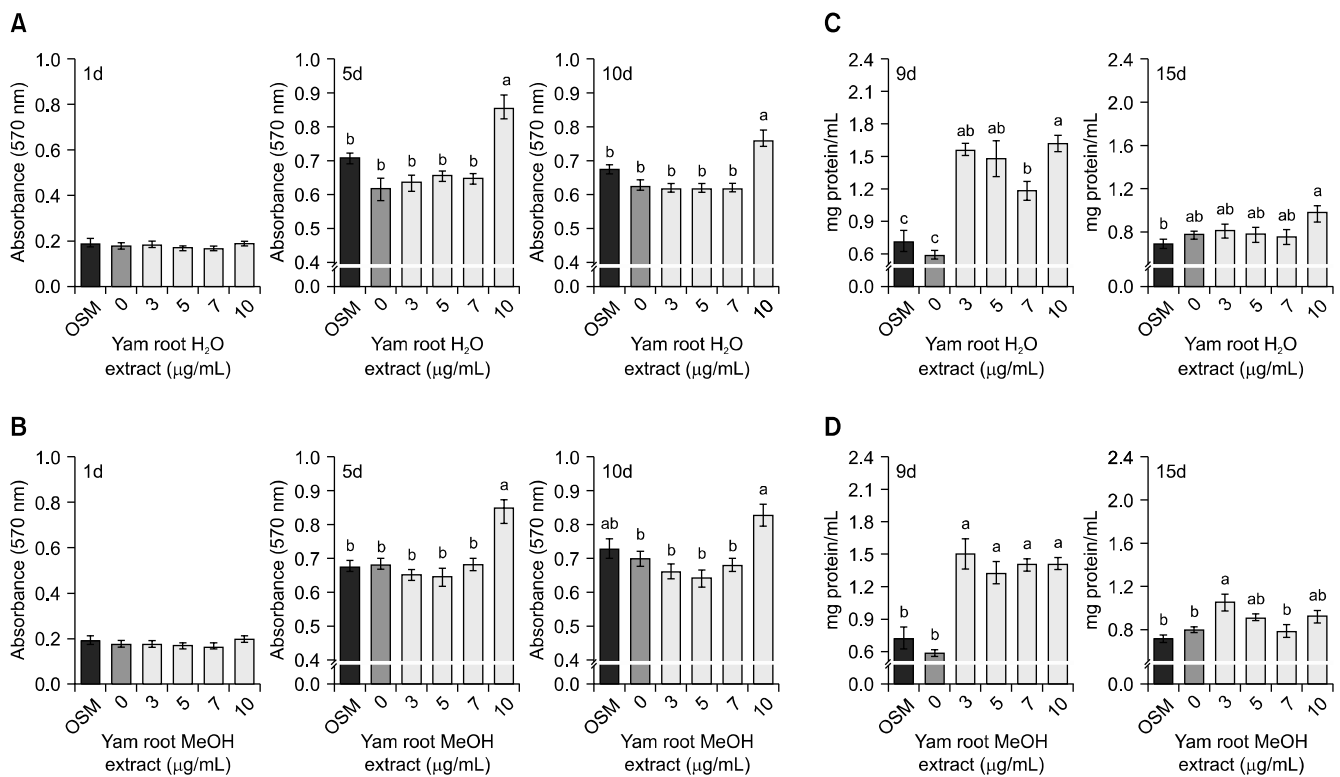 A
Absorbance (570 nm)
1.0
0.8
0.6
0.4
0.2
0.0
1d
OSM
0
3
5
7
10
Yam root H₂O
extract (μg/mL)
Absorbance (570 nm)
1.0
0.9
0.8
0.7
0.6
0.5
0.4
0.0
5d
b
b
b
b
b
a
OSM
0
3
5
7
10
Yam root H₂O
extract (μg/mL)
Absorbance (570 nm)
1.0
0.9
0.8
0.7
0.6
0.5
0.4
0.0
10d
b
b
b
b
b
a
OSM
0
3
5
7
10
Yam root H₂O
extract (μg/mL)
C
mg protein/mL
2.4
2.1
1.8
1.5
1.2
0.9
0.6
0.0
9d
c
c
ab
ab
b
a
OSM
0
3
5
7
10
Yam root H₂O
extract (μg/mL)
mg protein/mL
2.4
2.0
1.6
1.2
0.8
0.0
15d
b
ab
ab
ab
ab
a
OSM
0
3
5
7
10
Yam root H₂O
extract (μg/mL)
B
Absorbance (570 nm)
1.0
0.8
0.6
0.4
0.2
0.0
1d
OSM
0
3
5
7
10
Yam root MeOH
extract (μg/mL)
Absorbance (570 nm)
1.0
0.9
0.8
0.7
0.6
0.5
0.4
0.0
5d
b
b
b
b
b
a
OSM
0
3
5
7
10
Yam root MeOH
extract (μg/mL)
Absorbance (570 nm)
1.0
0.9
0.8
0.7
0.6
0.5
0.4
0.0
10d
ab
b
b
b
b
a
OSM
0
3
5
7
10
Yam root MeOH
extract (μg/mL)
D
mg protein/mL
2.4
2.1
1.8
1.5
1.2
0.9
0.6
0.0
9d
b
b
a
a
a
a
OSM
0
3
5
7
10
Yam root MeOH
extract (μg/mL)
mg protein/mL
2.4
2.0
1.6
1.2
0.8
0.0
15d
b
b
a
ab
b
ab
OSM
0
3
5
7
10
Yam root MeOH
extract (μg/mL)